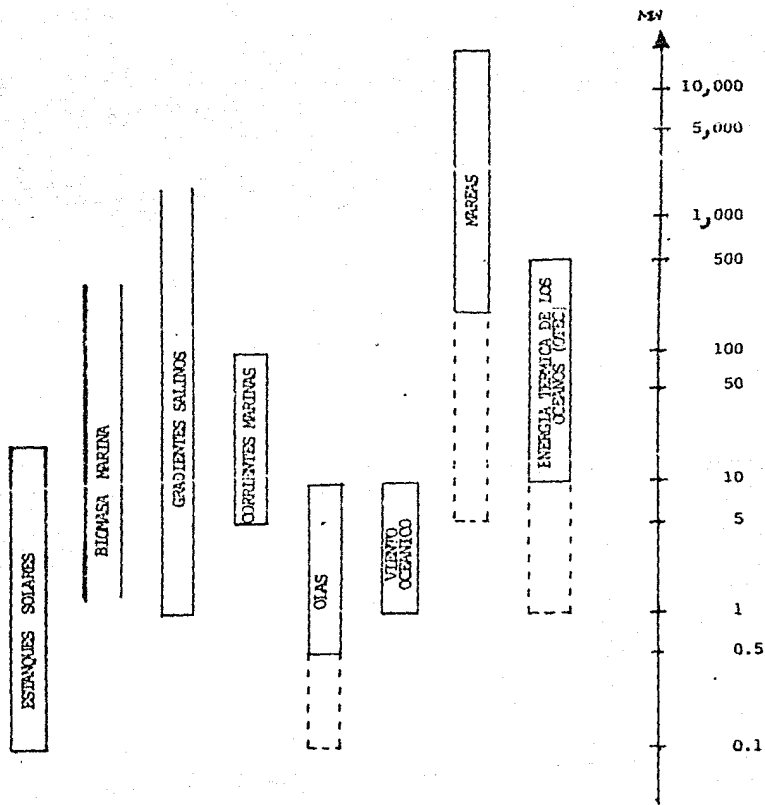 ESTANQUES SOLARES
BIOMASA MARINA
GRADIENTES SALINOS
CORRIENTES MARINAS
OLAS
VIENTO
OCEANICO
MAREAS
ENERGIA TERMICA DE LOS
OCEANOS (OTEC)
MW
10,000
5,000
1,000
500
100
50
10
5
1
0.5
0.1